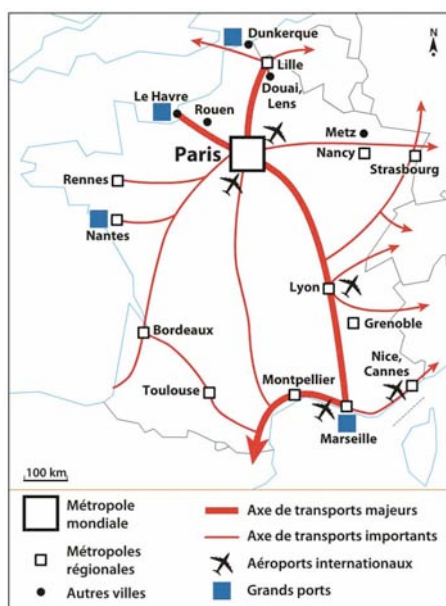 N
Dunkerque
Lille
Douai,
Lens
Le Havre
Rouen
Paris
Metz
Nancy
Strasbourg
Rennes
Nantes
Lyon
Grenoble
Bordeaux
Nice,
Cannes
Toulouse
Montpellier
Marseille
100 km
Métropole
mondiale
Métropoles
régionales
Autres villes
Axe de transports majeurs
Axe de transports importants
Aéroports internationaux
Grands ports